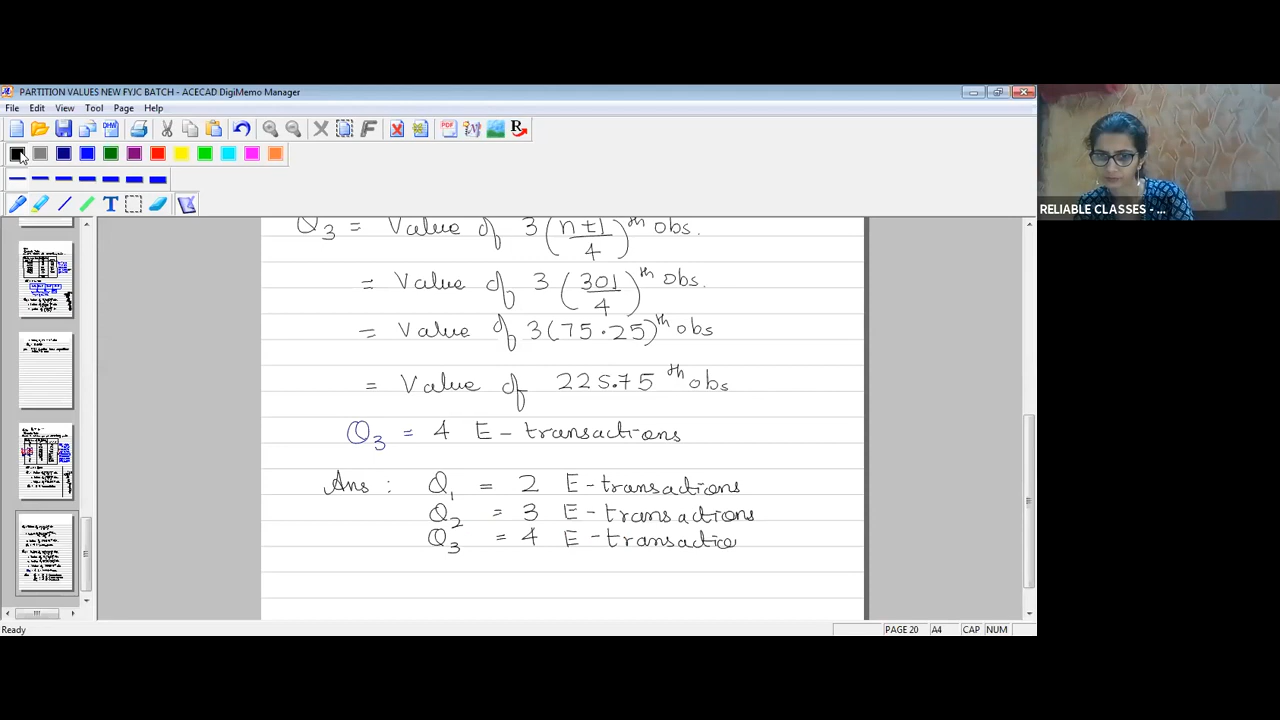 PARTITION VALUES NEW FYJC BATCH - ACECAD DigiMemo Manager
File Edit View Tool Page Help
RELIABLE CLASSES - ...
Q3 = Value of 3 (n+1/4)th obs.
= Value of 3 (301/4)th obs.
= Value of 3(75.25)th obs
= Value of 225.75 th obs
Q3 = 4 E - transactions
Ans : Q1 = 2 E - transactions
Q2 = 3 E - transactions
Q3 = 4 E - transactio
Ready PAGE 20 A4 CAP NUM